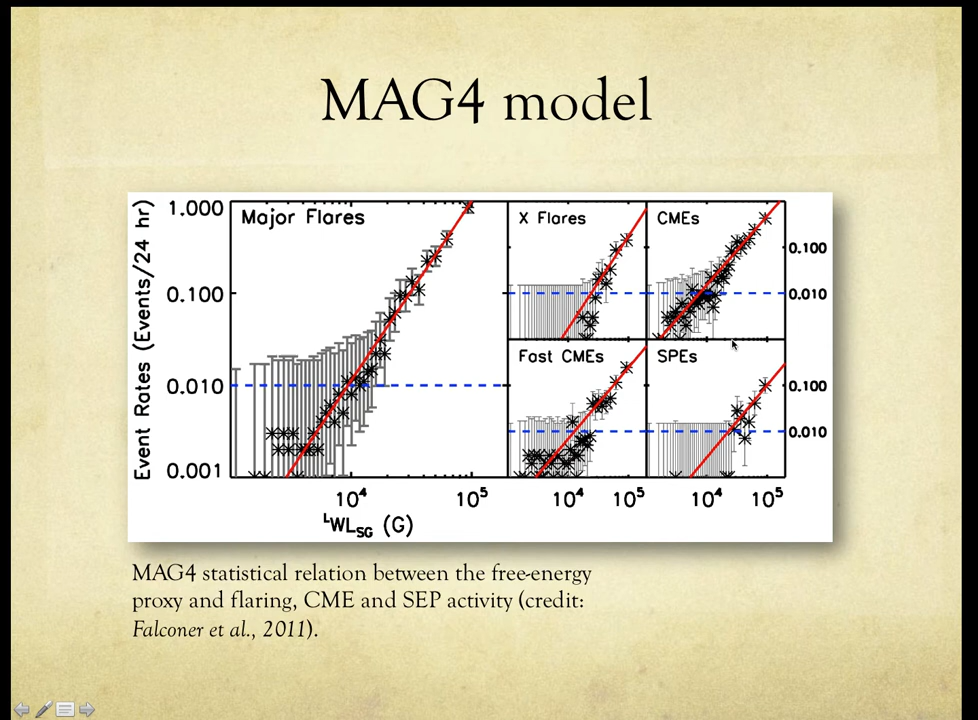 MAG4 model
Major Flares
X Flares
CMEs
Fast CMEs
SPEs
Event Rates (Events/24 hr)
1.000
0.100
0.010
0.001
0.100
0.010
0.100
0.010
10⁴ 10⁵
10⁴ 10⁵
10⁴ 10⁵
ᴸWLSG (G)
MAG4 statistical relation between the free-energy
proxy and flaring, CME and SEP activity (credit:
Falconer et al., 2011).